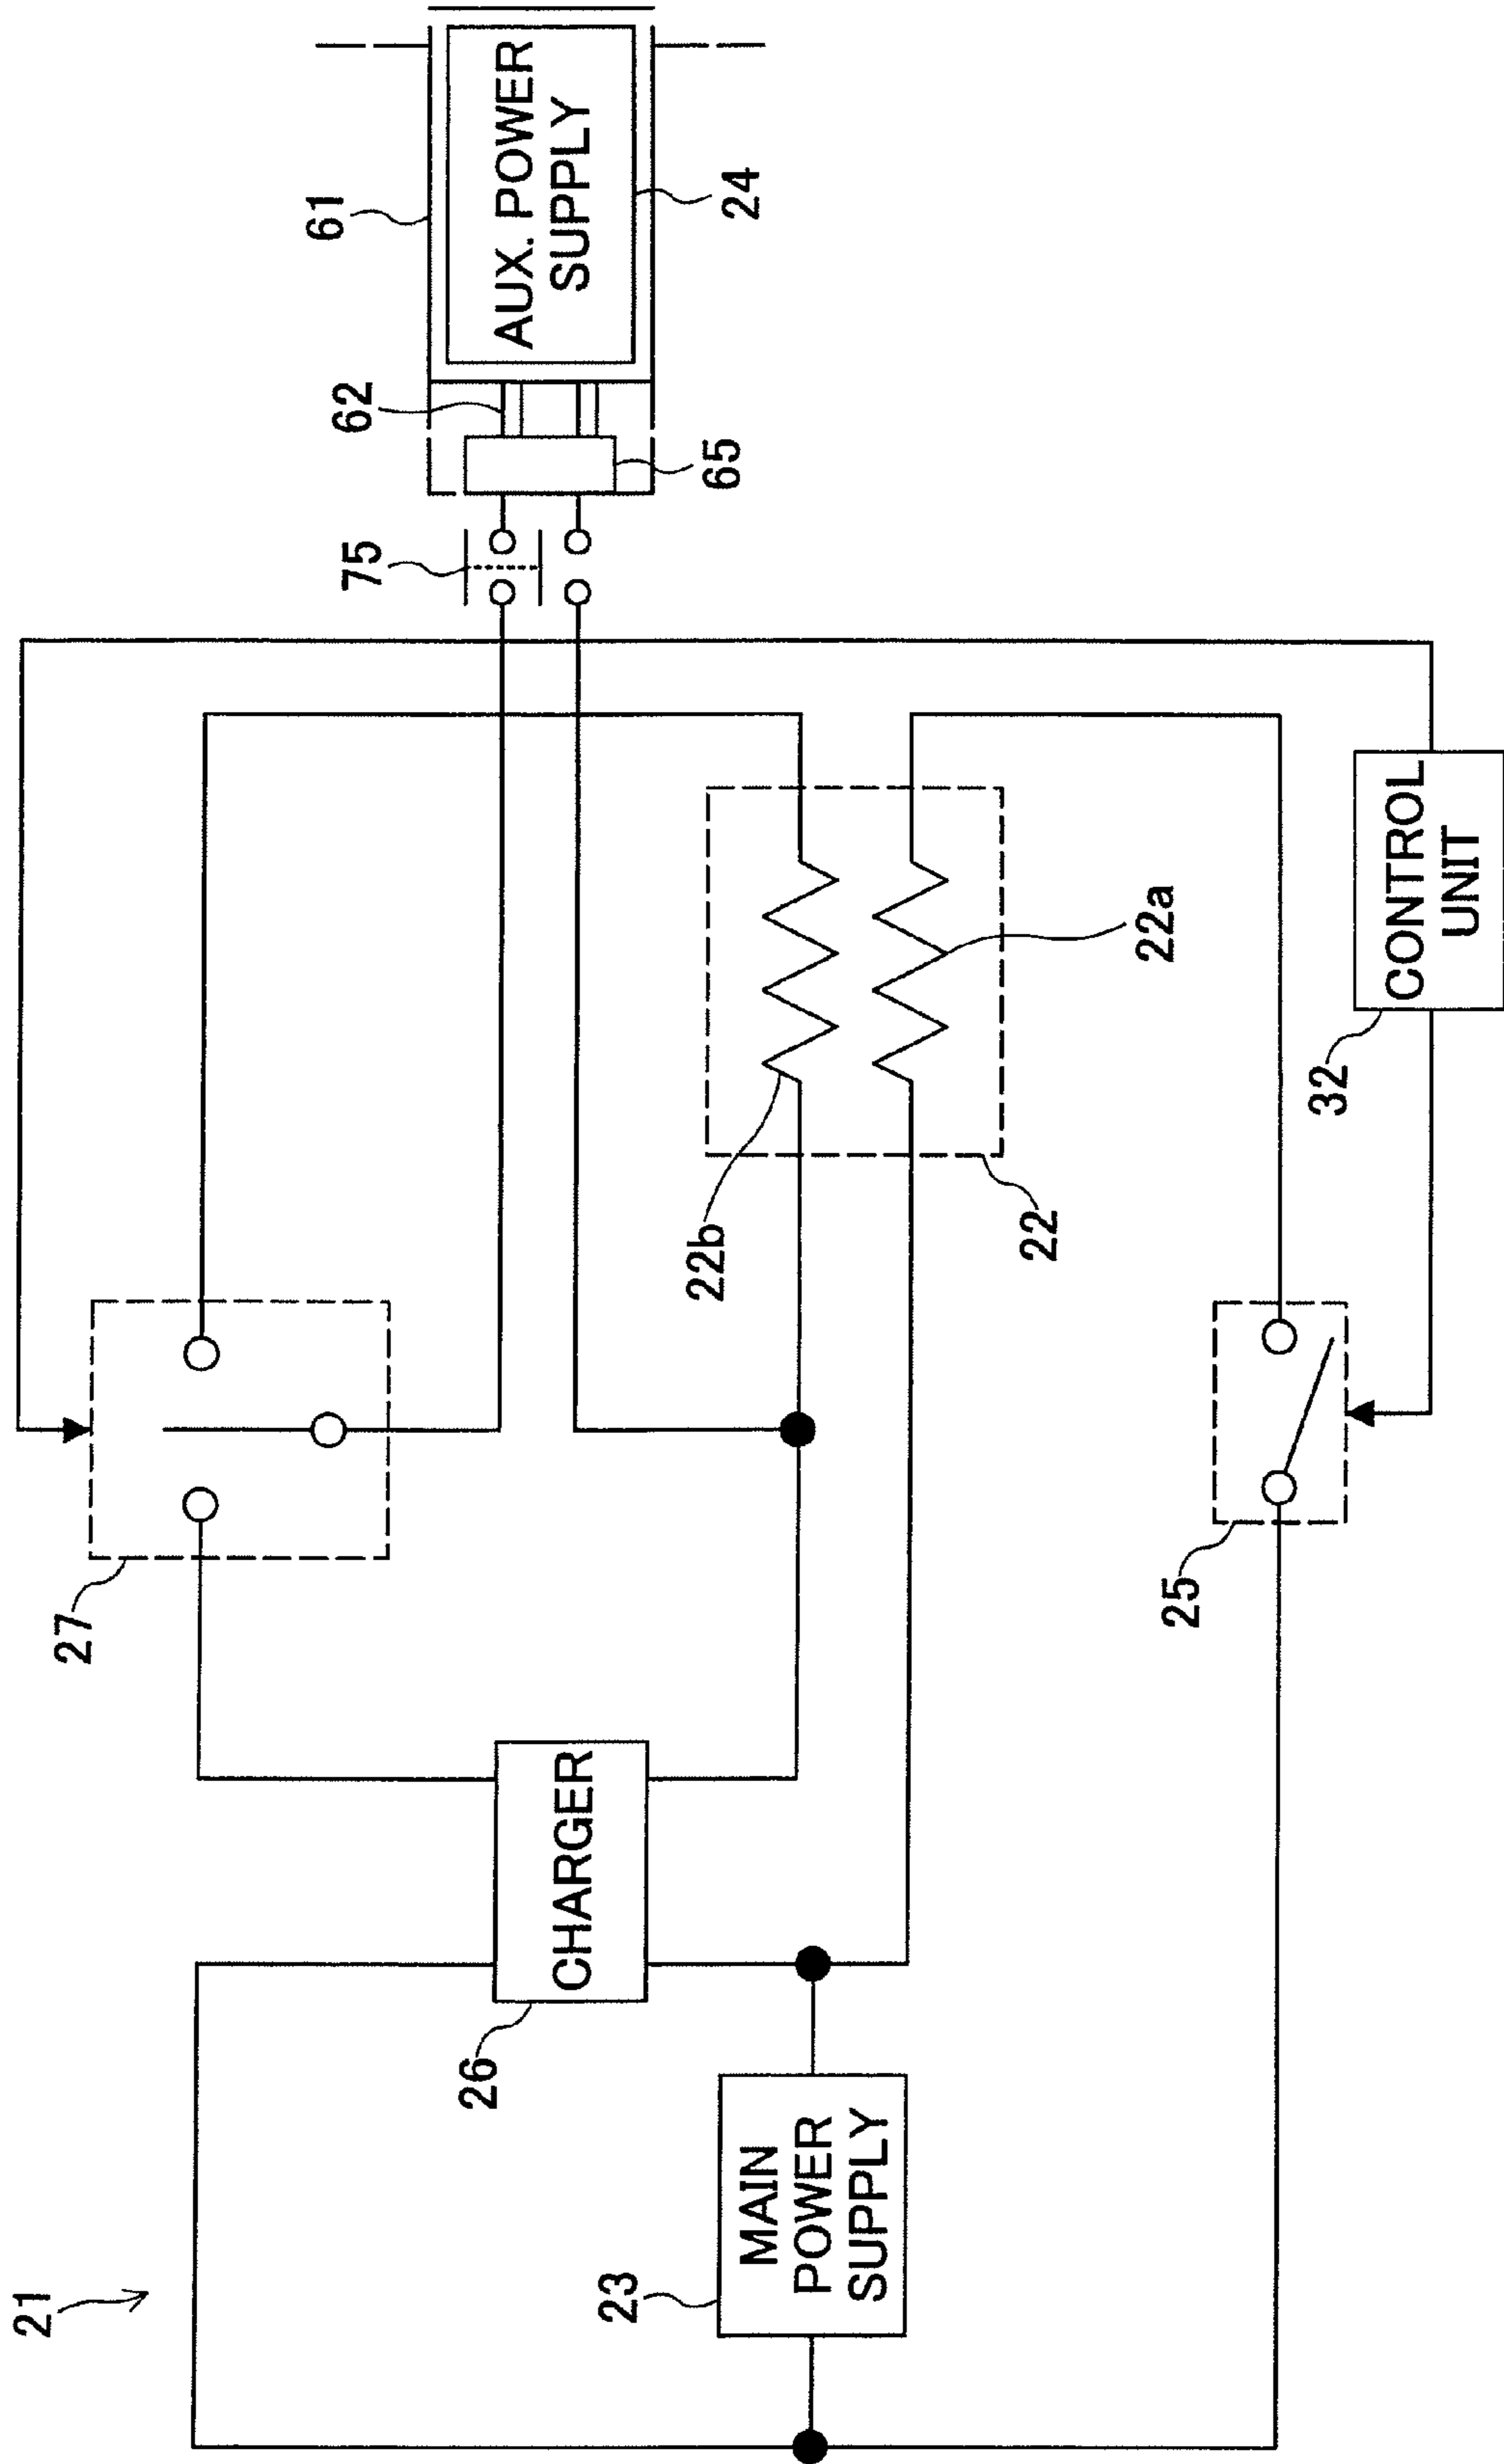 21
27
26
CHARGER
23
MAIN
POWER
SUPPLY
22b
22
22a
25
32
CONTROL
UNIT
75
62
65
61
AUX. POWER
SUPPLY
24